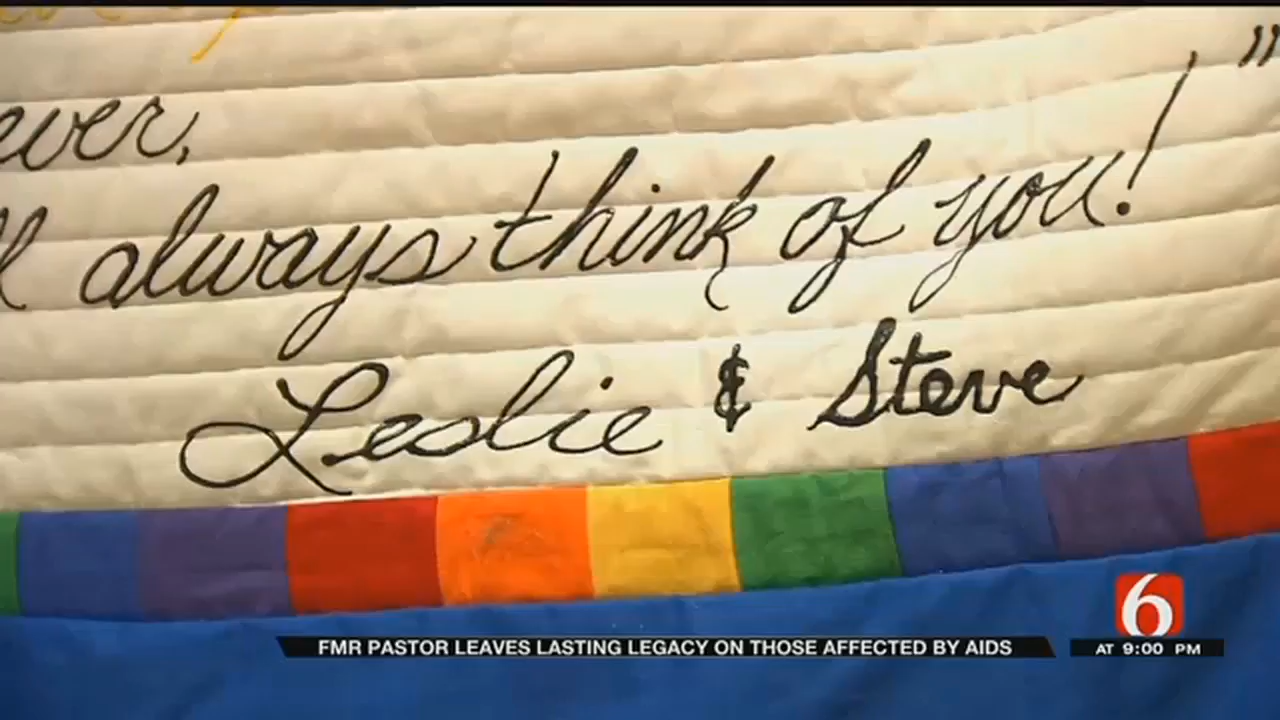 ever,
ll always think of you!"
Leslie & Steve
6
FMR PASTOR LEAVES LASTING LEGACY ON THOSE AFFECTED BY AIDS
AT 9:00 PM